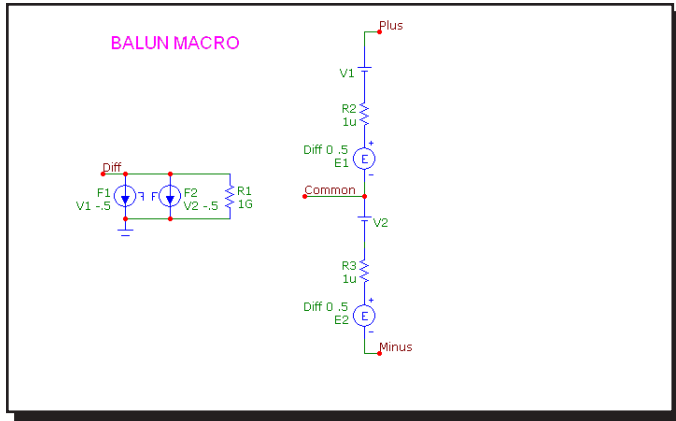 BALUN MACRO
Plus
V1
R2
1u
Diff 0 .5
E1
E
+
-
Diff
F1
V1 -.5
F
F
F2
V2 -.5
R1
1G
Common
V2
R3
1u
Diff 0 .5
E2
E
+
-
Minus